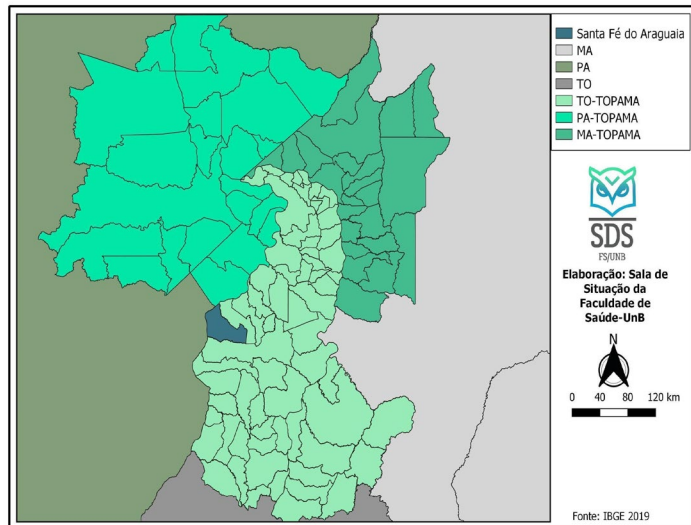 Santa Fé do Araguaia
MA
PA
TO
TO-TOPAMA
PA-TOPAMA
MA-TOPAMA
SDS
FS/UNB
Elaboração: Sala de
Situação da
Faculdade de
Saúde-UnB
N
0 40 80 120 km
Fonte: IBGE 2019